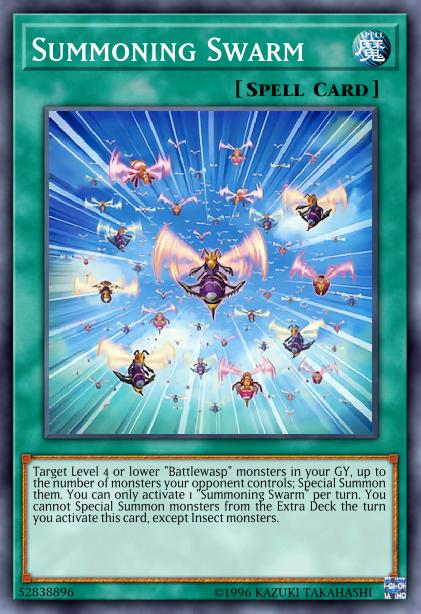 SUMMONING SWARM
SPELL
魔
[ SPELL CARD ]
Target Level 4 or lower "Battlewasp" monsters in your GY, up to
the number of monsters your opponent controls; Special Summon
them. You can only activate 1 "Summoning Swarm" per turn. You
cannot Special Summon monsters from the Extra Deck the turn
you activate this card, except Insect monsters.
52838896
©1996 KAZUKI TAKAHASHI